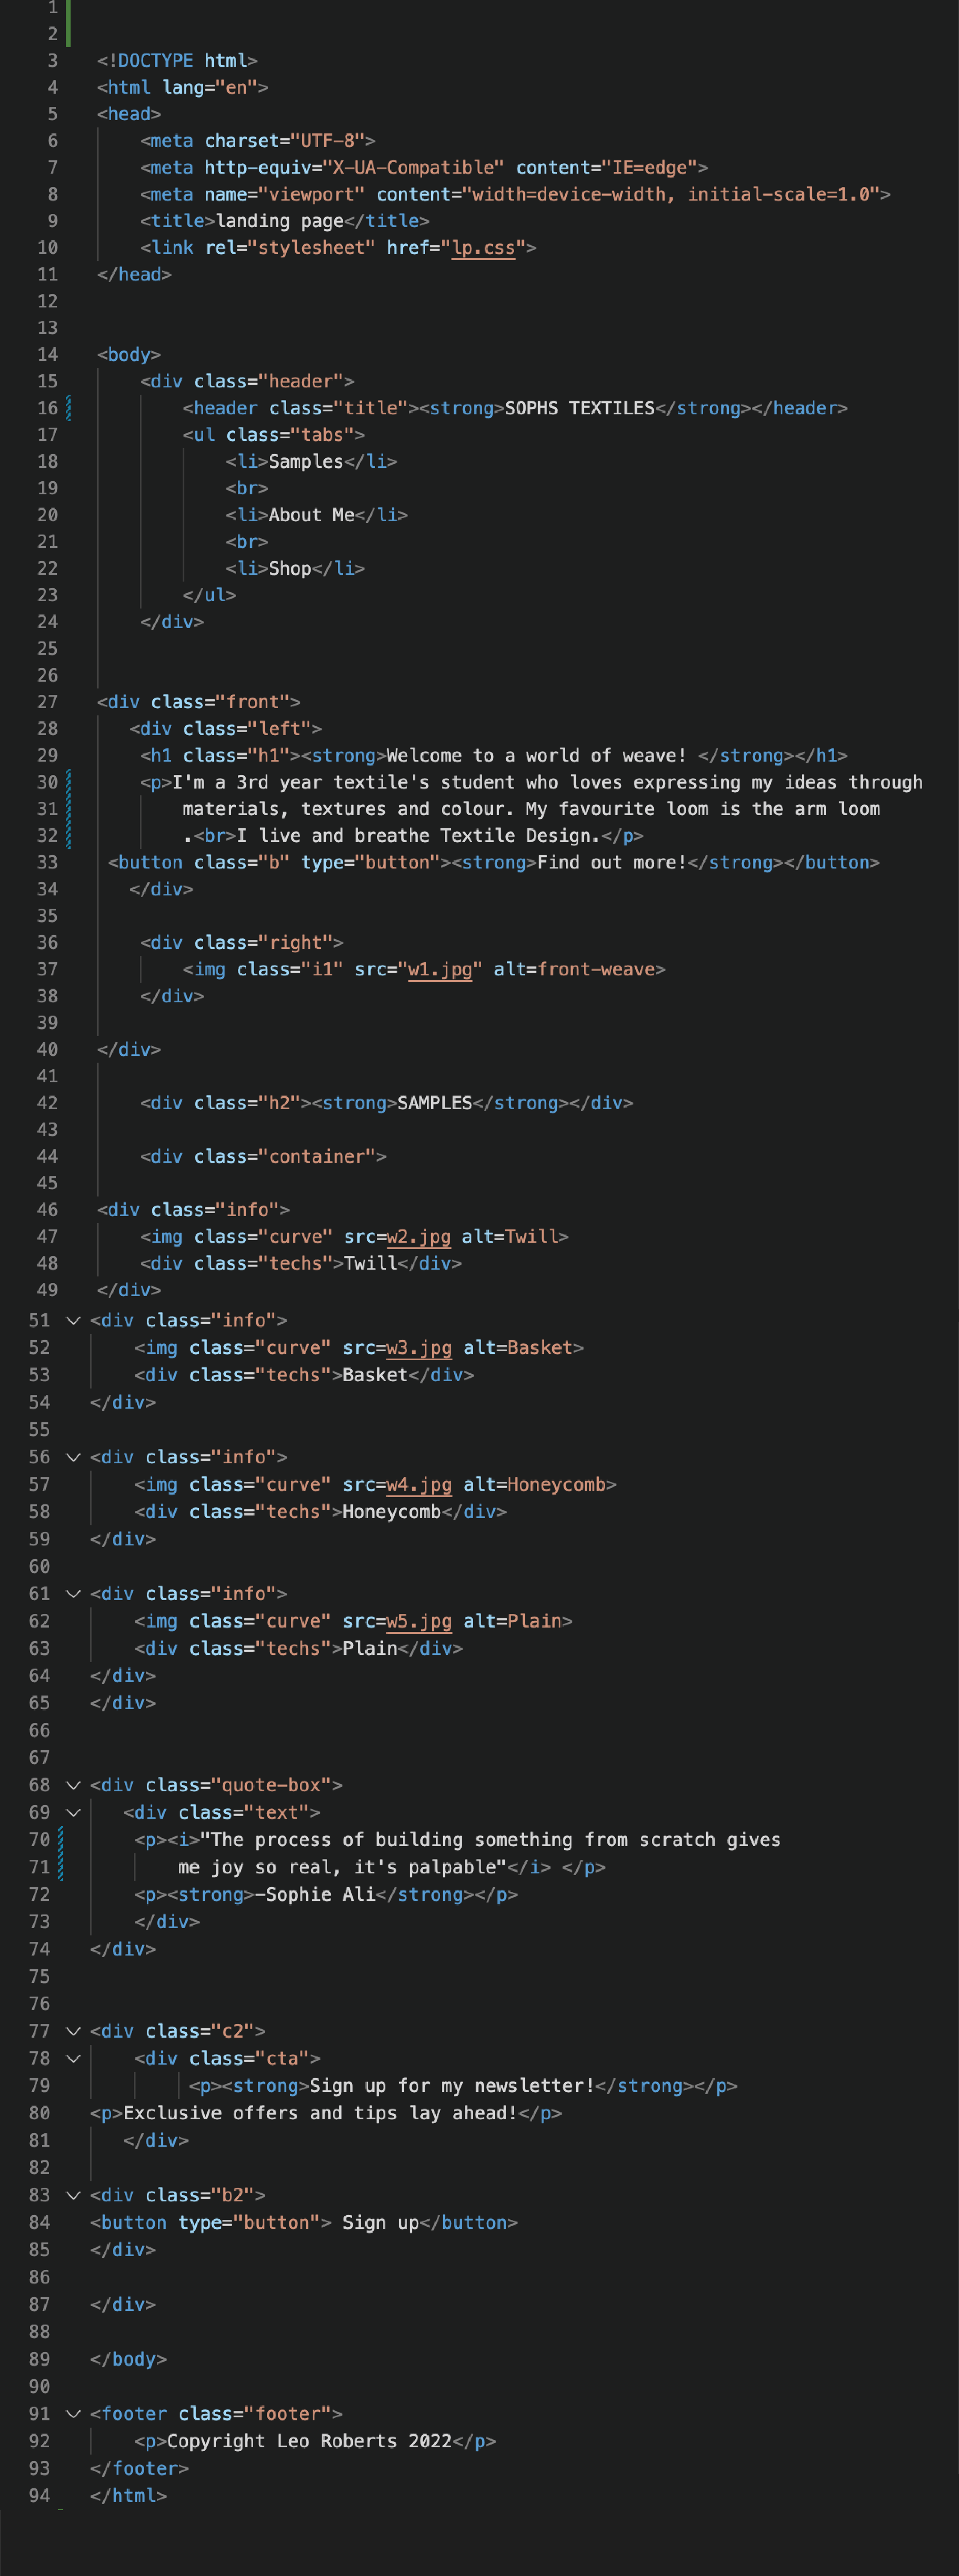 1
2
3 <!DOCTYPE html>
4 <html lang="en">
5 <head>
6 <meta charset="UTF-8">
7 <meta http-equiv="X-UA-Compatible" content="IE=edge">
8 <meta name="viewport" content="width=device-width, initial-scale=1.0">
9 <title>landing page</title>
10 <link rel="stylesheet" href="lp.css">
11 </head>
12
13
14 <body>
15 <div class="header">
16 <header class="title"><strong>SOPHS TEXTILES</strong></header>
17 <ul class="tabs">
18 <li>Samples</li>
19 <br>
20 <li>About Me</li>
21 <br>
22 <li>Shop</li>
23 </ul>
24 </div>
25
26
27 <div class="front">
28 <div class="left">
29 <h1 class="h1"><strong>Welcome to a world of weave! </strong></h1>
30 <p>I'm a 3rd year textile's student who loves expressing my ideas through
31 materials, textures and colour. My favourite loom is the arm loom
32 .<br>I live and breathe Textile Design.</p>
33 <button class="b" type="button"><strong>Find out more!</strong></button>
34 </div>
35
36 <div class="right">
37 <img class="i1" src="w1.jpg" alt=front-weave>
38 </div>
39
40 </div>
41
42 <div class="h2"><strong>SAMPLES</strong></div>
43
44 <div class="container">
45
46 <div class="info">
47 <img class="curve" src=w2.jpg alt=Twill>
48 <div class="techs">Twill</div>
49 </div>
51 <div class="info">
52 <img class="curve" src=w3.jpg alt=Basket>
53 <div class="techs">Basket</div>
54 </div>
55
56 <div class="info">
57 <img class="curve" src=w4.jpg alt=Honeycomb>
58 <div class="techs">Honeycomb</div>
59 </div>
60
61 <div class="info">
62 <img class="curve" src=w5.jpg alt=Plain>
63 <div class="techs">Plain</div>
64 </div>
65 </div>
66
67
68 <div class="quote-box">
69 <div class="text">
70 <p><i>"The process of building something from scratch gives
71 me joy so real, it's palpable"</i> </p>
72 <p><strong>-Sophie Ali</strong></p>
73 </div>
74 </div>
75
76
77 <div class="c2">
78 <div class="cta">
79 <p><strong>Sign up for my newsletter!</strong></p>
80 <p>Exclusive offers and tips lay ahead!</p>
81 </div>
82
83 <div class="b2">
84 <button type="button"> Sign up</button>
85 </div>
86
87 </div>
88
89 </body>
90
91 <footer class="footer">
92 <p>Copyright Leo Roberts 2022</p>
93 </footer>
94 </html>